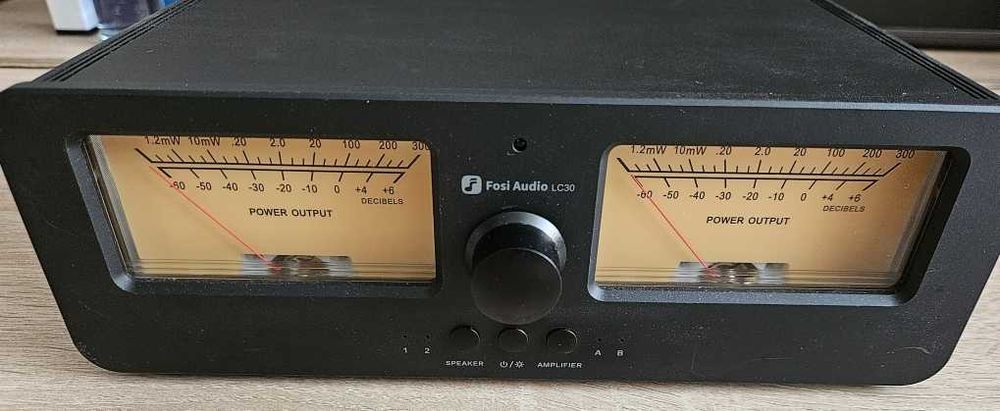 1.2mW 10mW .20 2.0 20 100 200 300
-60 -50 -40 -30 -20 -10 0 +4 +6
DECIBELS
POWER OUTPUT
Fosi Audio LC30
1.2mW 10mW .20 2.0 20 100 200 300
-60 -50 -40 -30 -20 -10 0 +4 +6
DECIBELS
POWER OUTPUT
1 2
A B
SPEAKER
AMPLIFIER